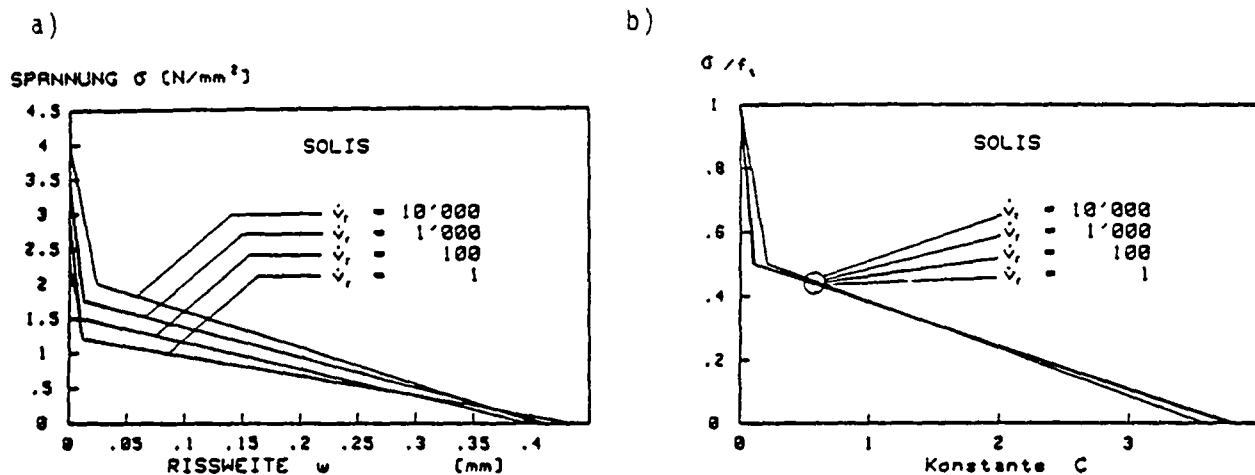 a)
SPANNUNG σ [N/mm²]
4.5
4
3.5
3
2.5
2
1.5
1
.5
0
SOLIS
v̇ᵣ = 10'000
v̇ᵣ = 1'000
v̇ᵣ = 100
v̇ᵣ = 1
0 .05 .1 .15 .2 .25 .3 .35 .4
RISSWEITE w [mm]
b)
σ/fₜ
1
.8
.6
.4
.2
0
SOLIS
v̇ᵣ = 10'000
v̇ᵣ = 1'000
v̇ᵣ = 100
v̇ᵣ = 1
0 1 2 3
Konstante C